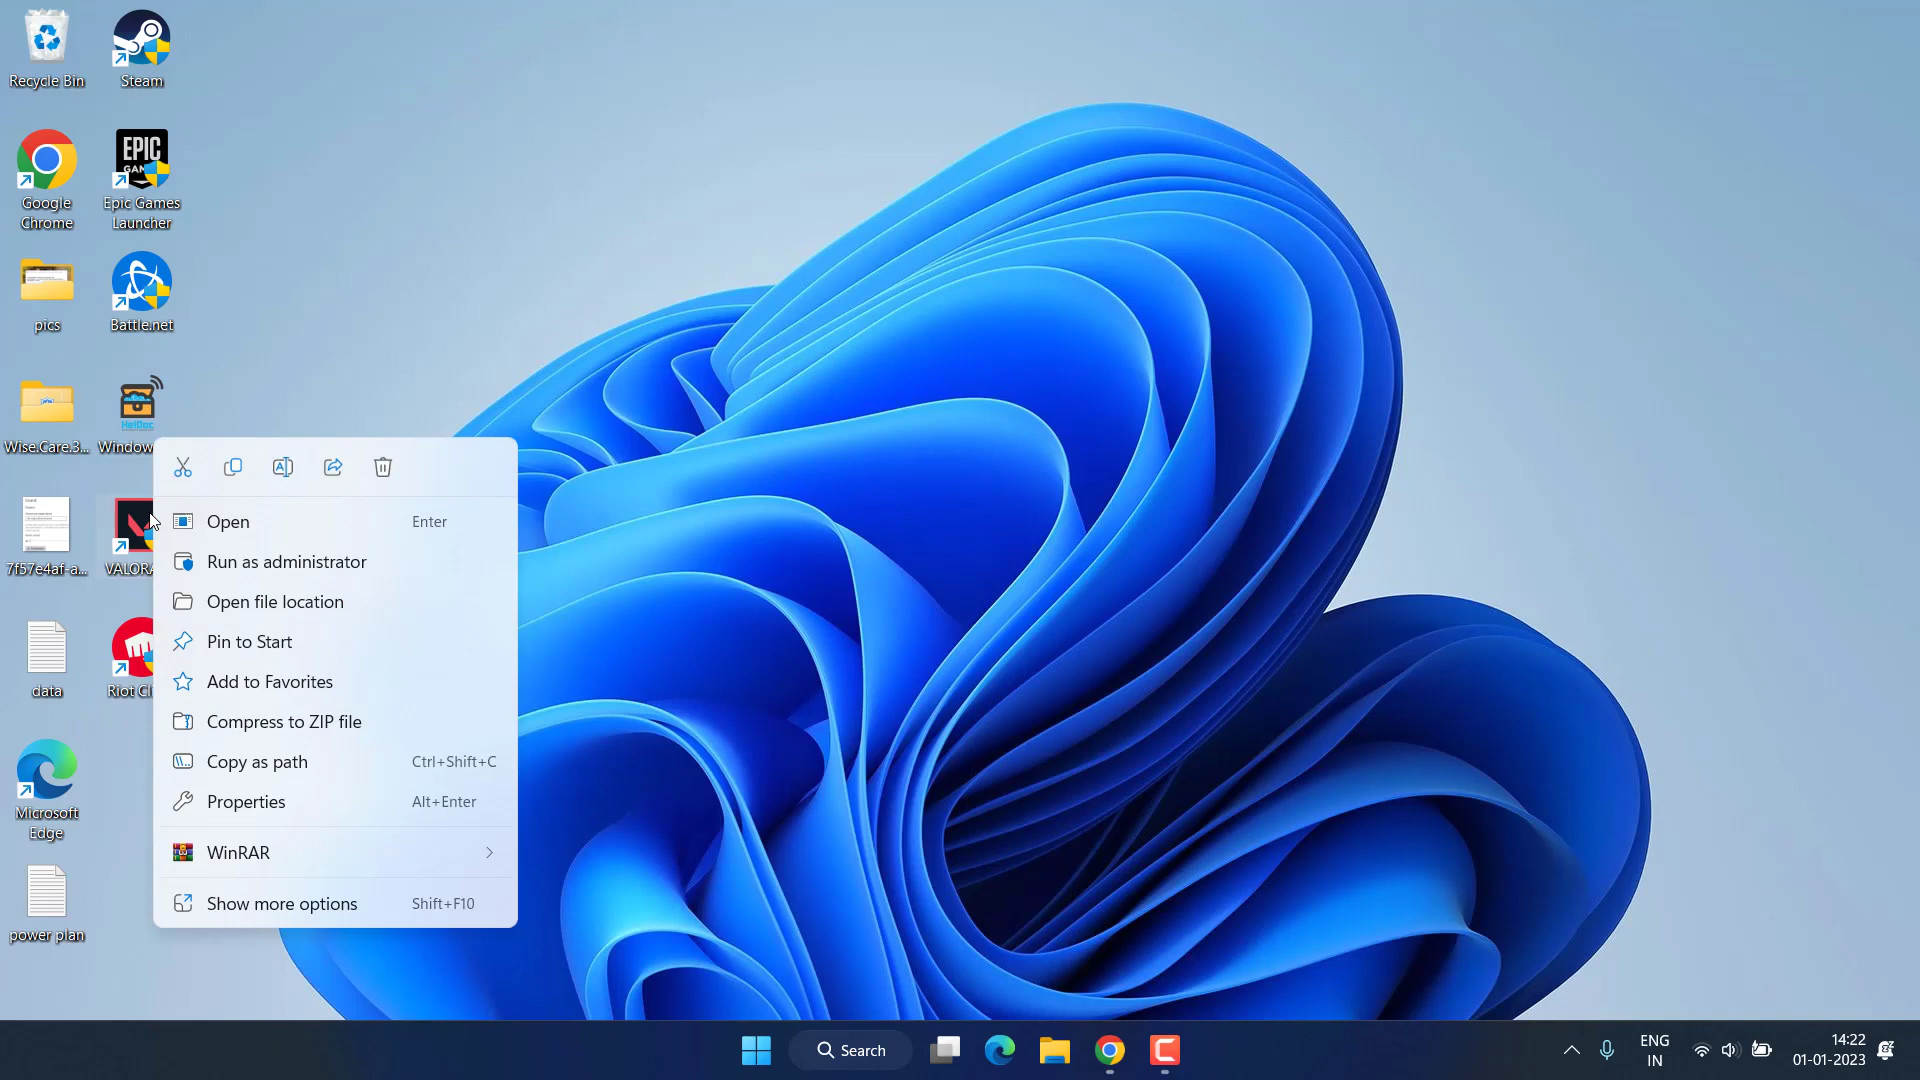 Recycle Bin
Steam
EPIC
Google
Chrome
Epic Games
Launcher
pics
Battle.net
HeiDoc
Wise.Care.3...
Window
7f57e4af-a...
VALORA
data
Riot Cli
Microsoft
Edge
power plan
Open Enter
Run as administrator
Open file location
Pin to Start
Add to Favorites
Compress to ZIP file
Copy as path Ctrl+Shift+C
Properties Alt+Enter
WinRAR
Show more options Shift+F10
Search
ENG
IN
14:22
01-01-2023